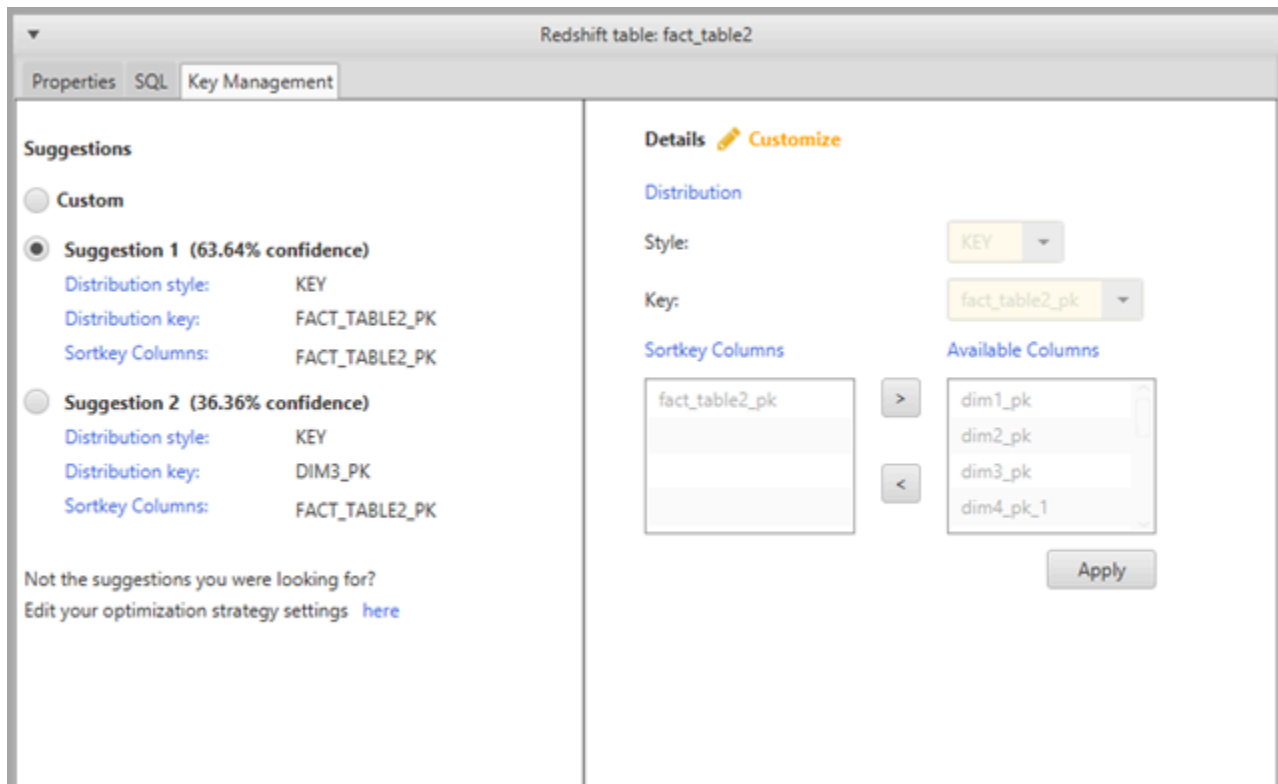 Redshift table: fact_table2
Properties SQL Key Management
Suggestions
Custom
Suggestion 1 (63.64% confidence)
Distribution style: KEY
Distribution key: FACT_TABLE2_PK
Sortkey Columns: FACT_TABLE2_PK
Suggestion 2 (36.36% confidence)
Distribution style: KEY
Distribution key: DIM3_PK
Sortkey Columns: FACT_TABLE2_PK
Not the suggestions you were looking for?
Edit your optimization strategy settings here
Details Customize
Distribution
Style: KEY
Key: fact_table2_pk
Sortkey Columns Available Columns
fact_table2_pk > dim1_pk
dim2_pk
< dim3_pk
dim4_pk_1
Apply